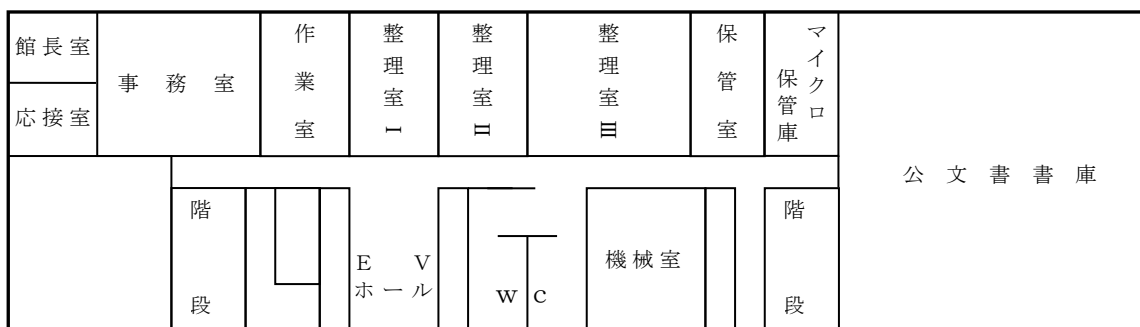 館長室
応接室
事務室
作業室
整理室Ⅰ
整理室Ⅱ
整理室Ⅲ
保管室
マイクロ
保管庫
公文書書庫
階段
EV
ホール
wc
機械室
階段